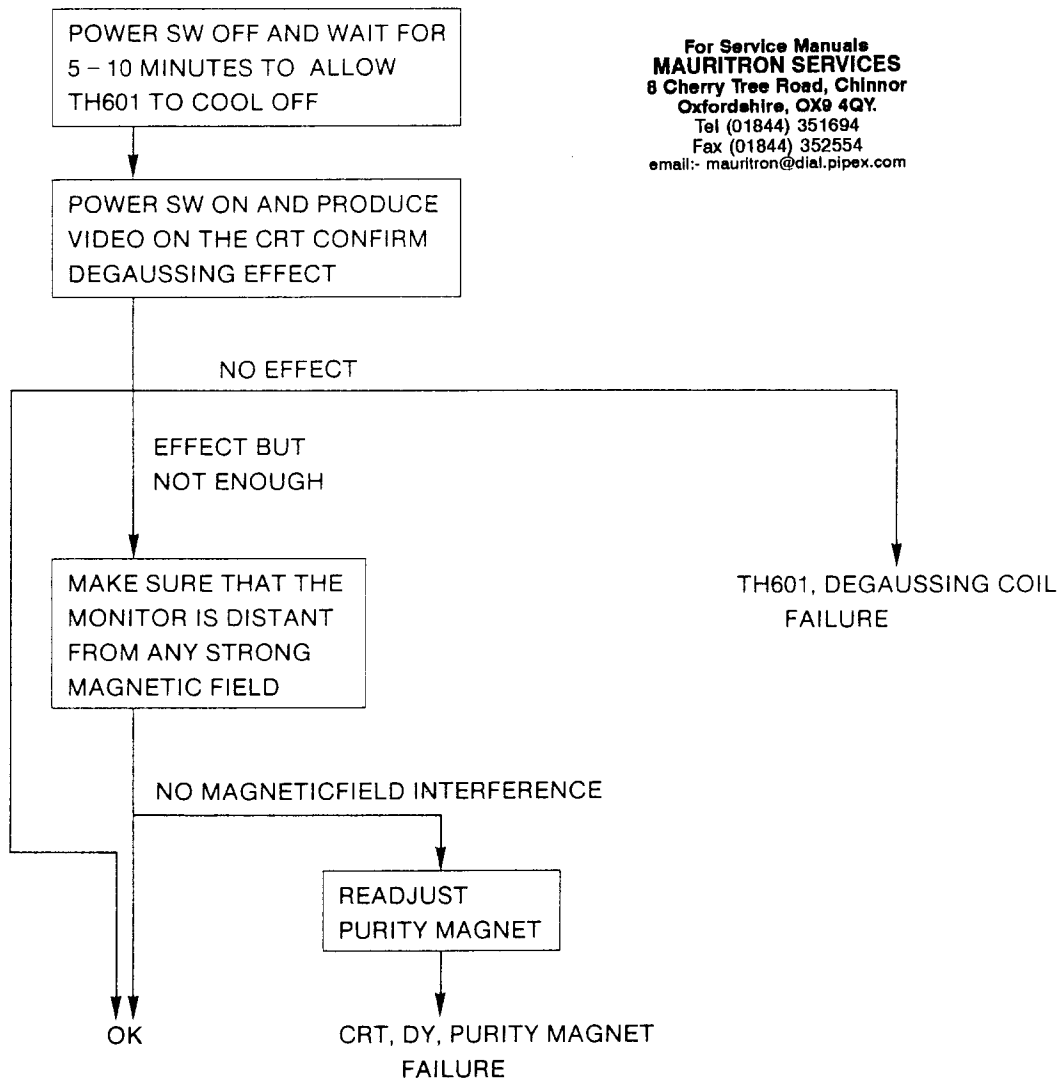 POWER SW OFF AND WAIT FOR
5 – 10 MINUTES TO ALLOW
TH601 TO COOL OFF
For Service Manuals
MAURITRON SERVICES
8 Cherry Tree Road, Chinnor
Oxfordshire, OX9 4QY.
Tel (01844) 351694
Fax (01844) 352554
email:- mauritron@dial.pipex.com
POWER SW ON AND PRODUCE
VIDEO ON THE CRT CONFIRM
DEGAUSSING EFFECT
NO EFFECT
EFFECT BUT
NOT ENOUGH
MAKE SURE THAT THE
MONITOR IS DISTANT
FROM ANY STRONG
MAGNETIC FIELD
TH601, DEGAUSSING COIL
FAILURE
NO MAGNETICFIELD INTERFERENCE
READJUST
PURITY MAGNET
OK
CRT, DY, PURITY MAGNET
FAILURE